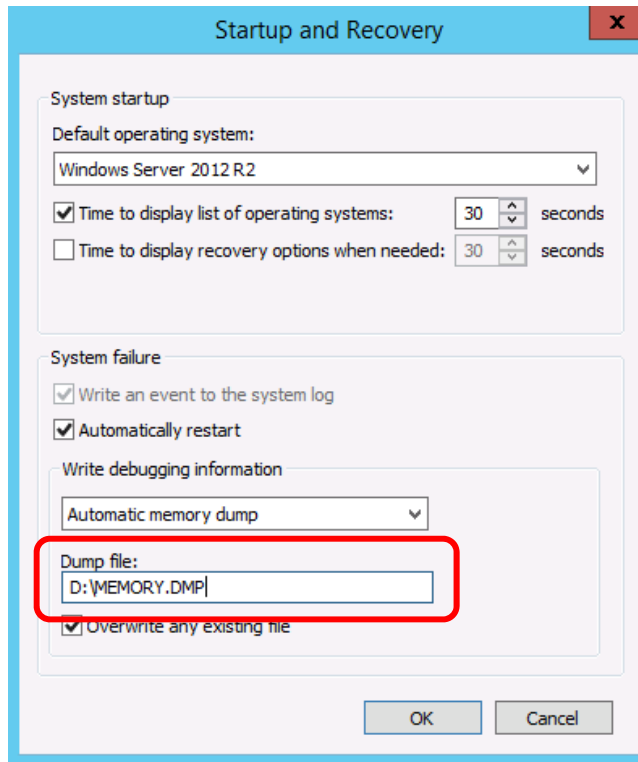 Startup and Recovery
x
System startup
Default operating system:
Windows Server 2012 R2
Time to display list of operating systems: 30 seconds
Time to display recovery options when needed: 30 seconds
System failure
Write an event to the system log
Automatically restart
Write debugging information
Automatic memory dump
Dump file:
D:\MEMORY.DMP
Overwrite any existing file
OK Cancel